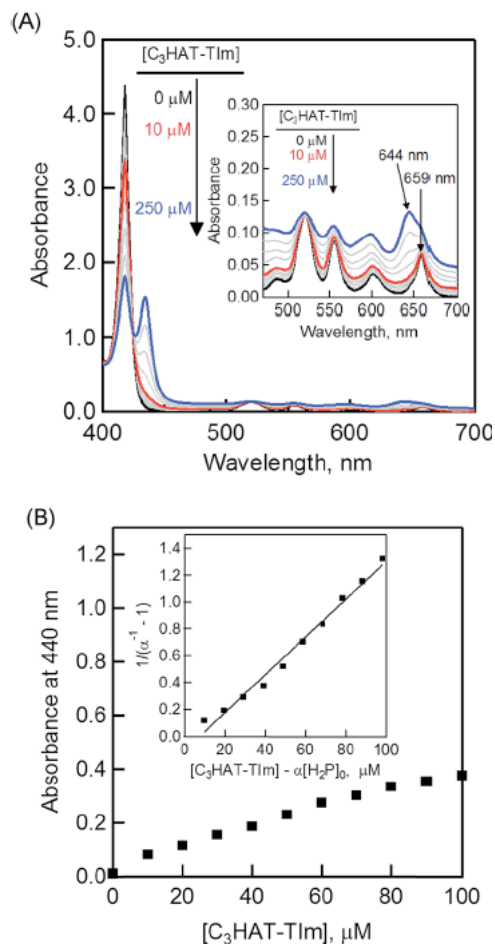 (A)
[C₃HAT-TIm]
0 μM
10 μM
250 μM
5.0
4.0
3.0
2.0
1.0
0.0
Absorbance
400
500
600
700
Wavelength, nm
[C₃HAT-TIm]
0 μM
10 μM
250 μM
644 nm
659 nm
0.30
0.25
0.20
0.15
0.10
0.05
0.00
Absorbance
500
550
600
650
700
Wavelength, nm
(B)
1.2
1.0
0.8
0.6
0.4
0.2
0.0
Absorbance at 440 nm
0
20
40
60
80
100
[C₃HAT-TIm], μM
1.4
1.2
1.0
0.8
0.6
0.4
0.2
0
1/(α⁻¹ - 1)
0
20
40
60
80
100
[C₃HAT-TIm] - α[H₂P]₀, μM